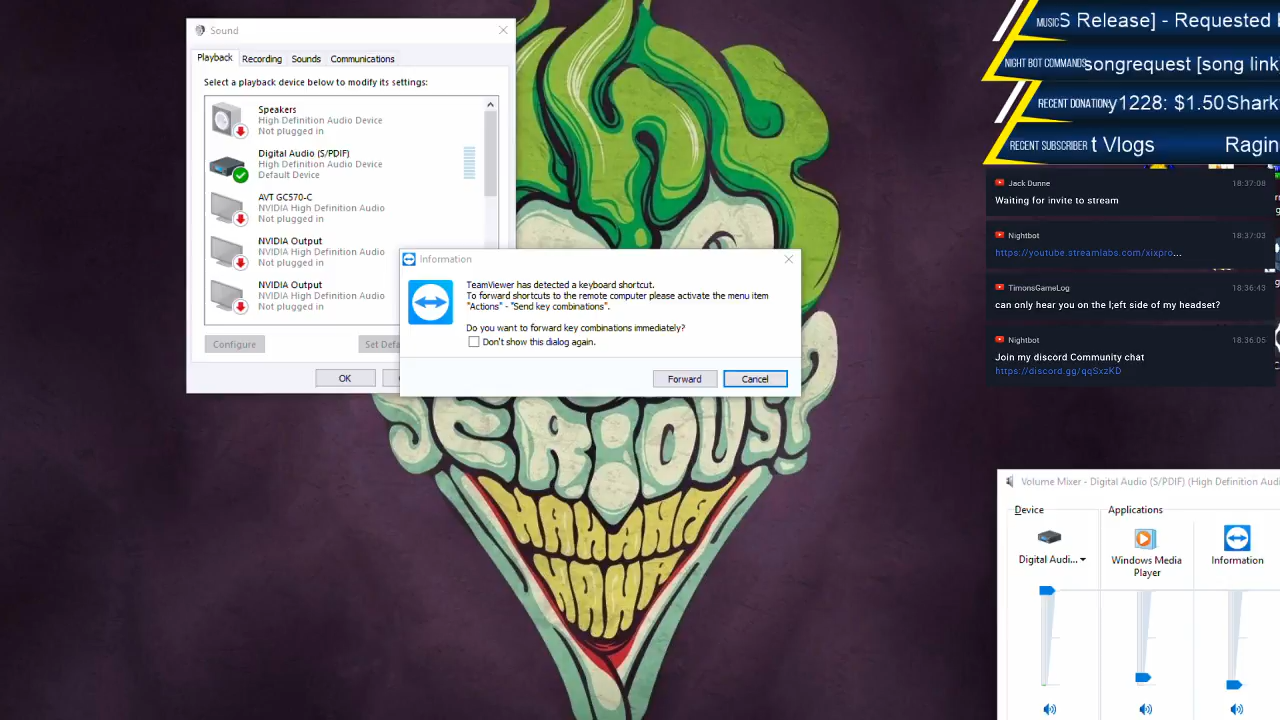 Sound
Playback
Recording
Sounds
Communications
Select a playback device below to modify its settings:
Speakers
High Definition Audio Device
Not plugged in
Digital Audio (S/PDIF)
High Definition Audio Device
Default Device
AVT GC570-C
NVIDIA High Definition Audio
Not plugged in
NVIDIA Output
NVIDIA High Definition Audio
Not plugged in
NVIDIA Output
NVIDIA High Definition Audio
Not plugged in
Configure
Set Defa
OK
Information
TeamViewer has detected a keyboard shortcut.
To forward shortcuts to the remote computer please activate the menu item
"Actions" - "Send key combinations".
Do you want to forward key combinations immediately?
Don't show this dialog again.
Forward
Cancel
SERIOUS?
HAHAHA
HAHA
MUSIC S Release] - Requested
NIGHT BOT COMMANDS songrequest [song link
RECENT DONATION y1228: $1.50 Shark
RECENT SUBSCRIBER t Vlogs Ragin
Jack Dunne 18:37:08
Waiting for invite to stream
Nightbot 18:37:03
https://youtube.streamlabs.com/xixpro...
TimonsGameLog 18:36:43
can only hear you on the l;eft side of my headset?
Nightbot 18:36:05
Join my discord Community chat
https://discord.gg/qqSxzKD
Volume Mixer - Digital Audio (S/PDIF) (High Definition Audi
Device
Applications
Digital Audi...
Windows Media
Player
Information